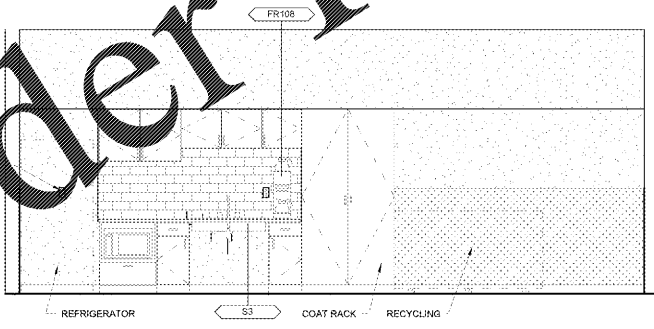 FR108
der
REFRIGERATOR
S3
COAT RACK
RECYCLING